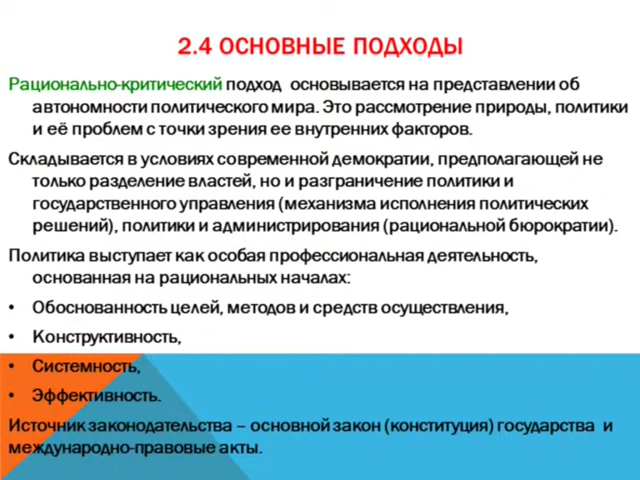 2.4 ОСНОВНЫЕ ПОДХОДЫ
Рационально-критический подход основывается на представлении об
автономности политического мира. Это рассмотрение природы, политики
и её проблем с точки зрения ее внутренних факторов.
Складывается в условиях современной демократии, предполагающей не
только разделение властей, но и разграничение политики и
государственного управления (механизма исполнения политических
решений), политики и администрирования (рациональной бюрократии).
Политика выступает как особая профессиональная деятельность,
основанная на рациональных началах:
• Обоснованность целей, методов и средств осуществления,
• Конструктивность,
• Системность,
• Эффективность.
Источник законодательства – основной закон (конституция) государства и
международно-правовые акты.